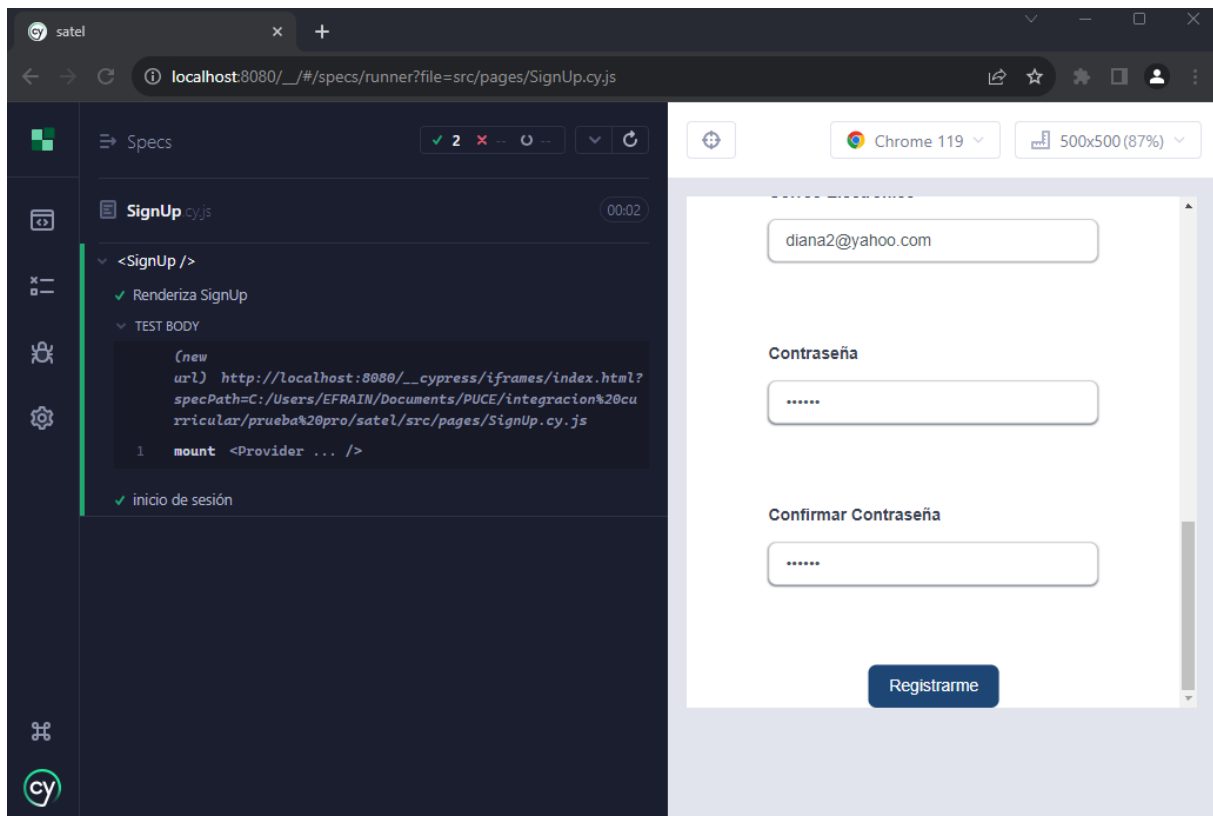 satel
localhost:8080/__/#/specs/runner?file=src/pages/SignUp.cy.js
Specs
2 -- --
Chrome 119
500x500 (87%)
SignUp.cy.js
00:02
<SignUp />
Renderiza SignUp
TEST BODY
(new
url) http://localhost:8080/__cypress/iframes/index.html?
specPath=C:/Users/EFRAIN/Documents/PUCE/integracion%20cu
rricular/prueba%20pro/satel/src/pages/SignUp.cy.js
1 mount <Provider ... />
inicio de sesión
cy
diana2@yahoo.com
Contraseña
••••••
Confirmar Contraseña
••••••
Registrarme